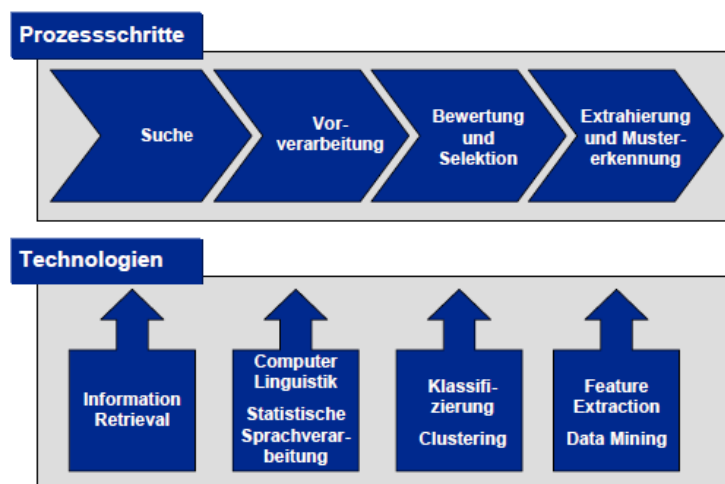 Prozessschritte
Suche
Vor-
verarbeitung
Bewertung
und
Selektion
Extrahierung
und Muster-
erkennung
Technologien
Information
Retrieval
Computer
Linguistik
Statistische
Sprachverar-
beitung
Klassifi-
zierung
Clustering
Feature
Extraction
Data Mining